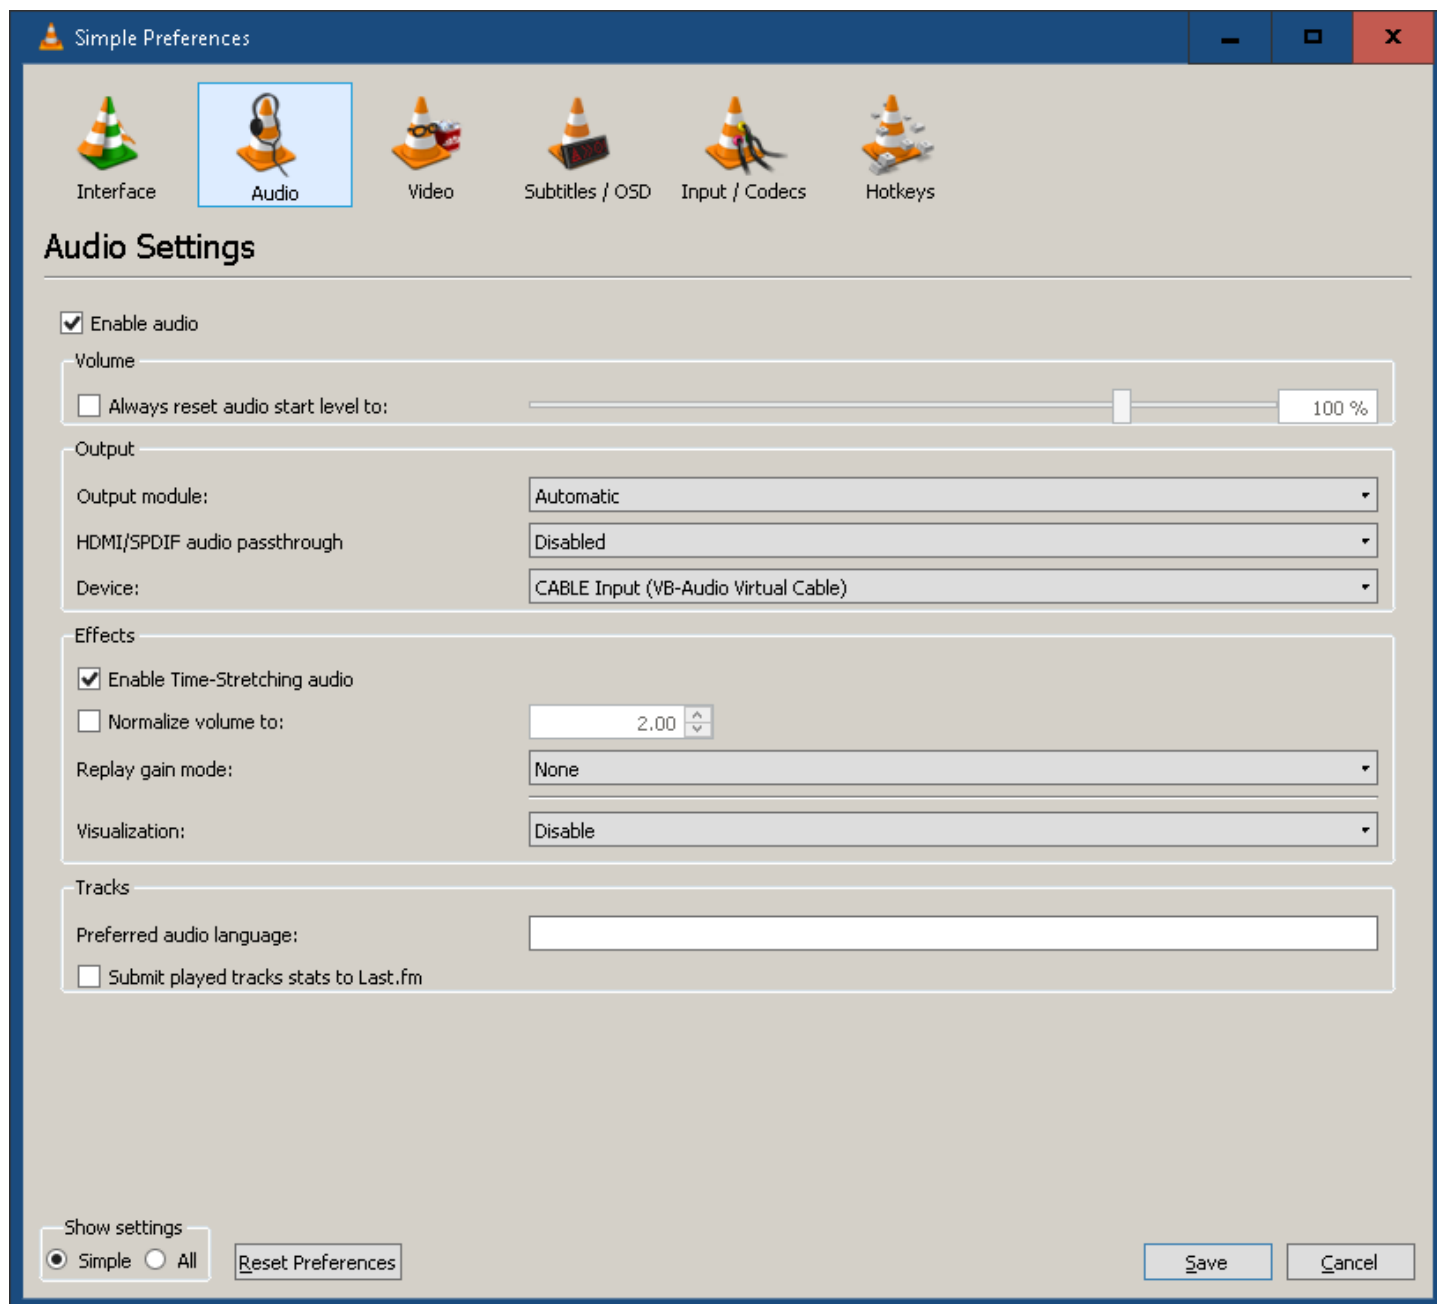 Simple Preferences
Interface
Audio
Video
Subtitles / OSD
Input / Codecs
Hotkeys
Audio Settings
Enable audio
Volume
Always reset audio start level to:
100 %
Output
Output module:
Automatic
HDMI/SPDIF audio passthrough
Disabled
Device:
CABLE Input (VB-Audio Virtual Cable)
Effects
Enable Time-Stretching audio
Normalize volume to:
2.00
Replay gain mode:
None
Visualization:
Disable
Tracks
Preferred audio language:
Submit played tracks stats to Last.fm
Show settings
Simple
All
Reset Preferences
Save
Cancel